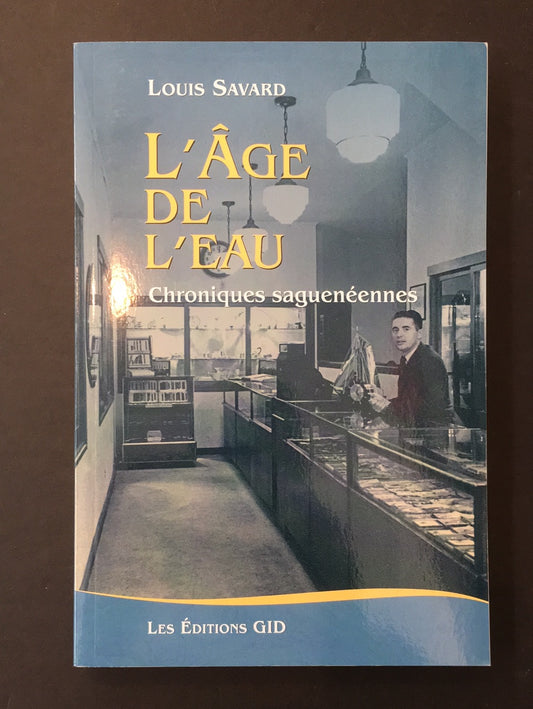 Louis Savard
L'Âge
de
l'eau
Chroniques saguenéennes
Les Éditions GID